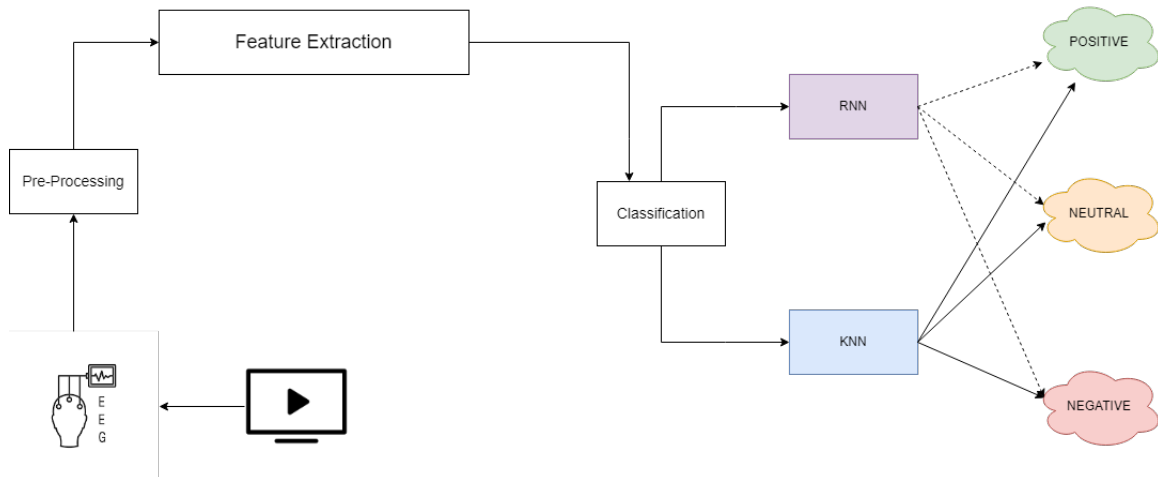 Feature Extraction
POSITIVE
RNN
Pre-Processing
Classification
NEUTRAL
KNN
E
E
G
NEGATIVE